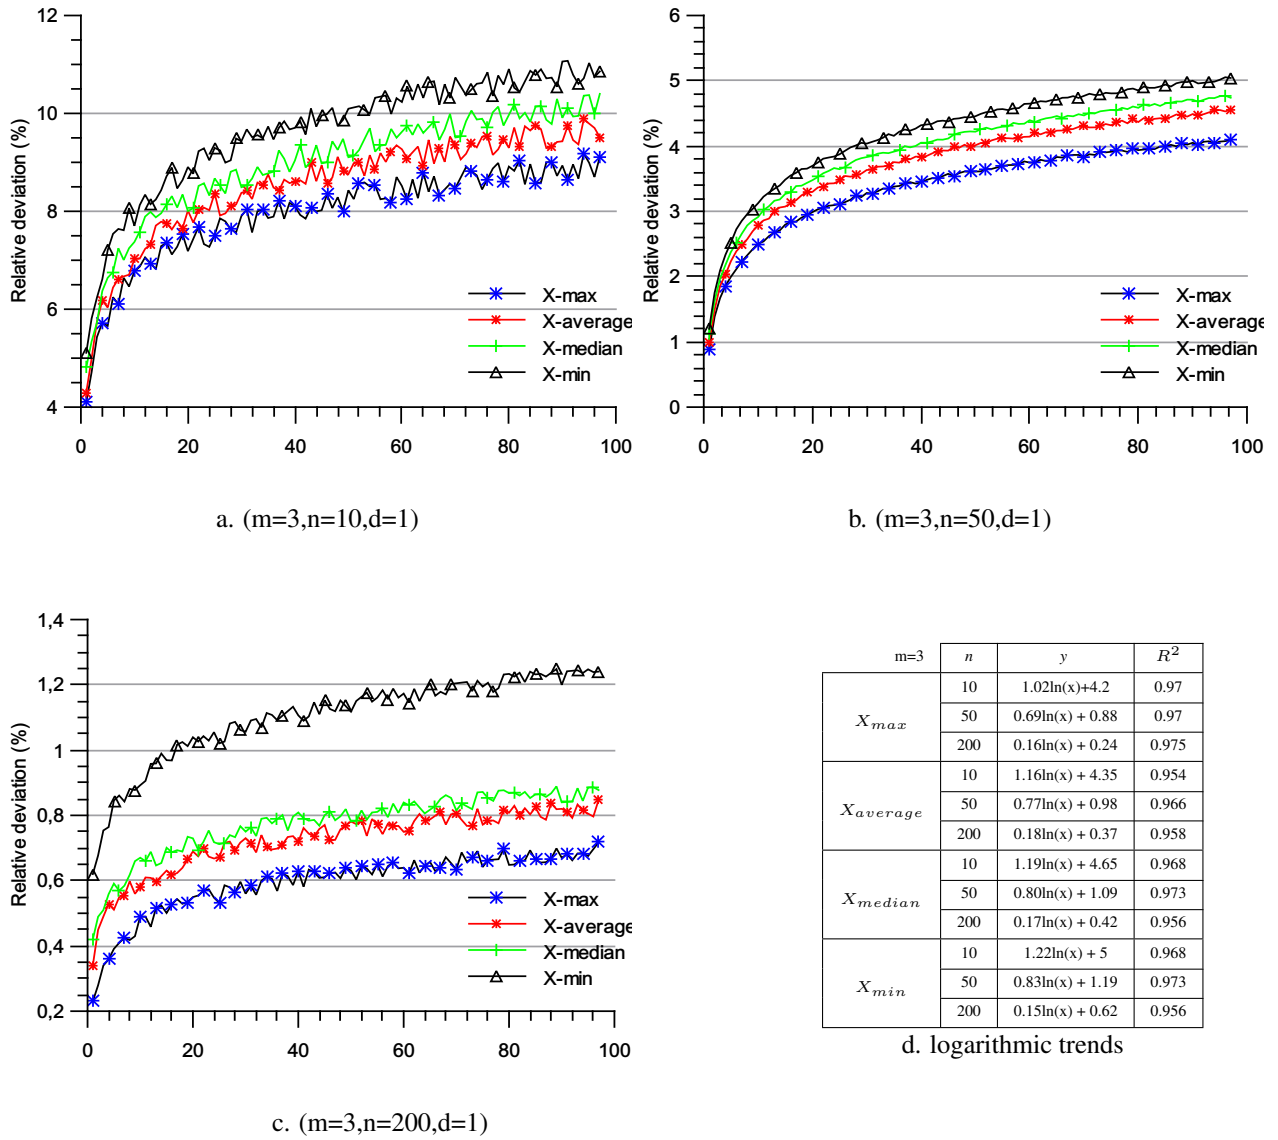 12
10
8
6
4
Relative deviation (%)
0 20 40 60 80 100
X-max
X-average
X-median
X-min
a. (m=3,n=10,d=1)
6
5
4
3
2
1
0
Relative deviation (%)
0 20 40 60 80 100
X-max
X-average
X-median
X-min
b. (m=3,n=50,d=1)
1,4
1,2
1
0,8
0,6
0,4
0,2
Relative deviation (%)
0 20 40 60 80 100
X-max
X-average
X-median
X-min
c. (m=3,n=200,d=1)
m=3 n y R²
X_max
10 1.02ln(x)+4.2 0.97
50 0.69ln(x) + 0.88 0.97
200 0.16ln(x) + 0.24 0.975
X_average
10 1.16ln(x) + 4.35 0.954
50 0.77ln(x) + 0.98 0.966
200 0.18ln(x) + 0.37 0.958
X_median
10 1.19ln(x) + 4.65 0.968
50 0.80ln(x) + 1.09 0.973
200 0.17ln(x) + 0.42 0.956
X_min
10 1.22ln(x) + 5 0.968
50 0.83ln(x) + 1.19 0.973
200 0.15ln(x) + 0.62 0.956
d. logarithmic trends